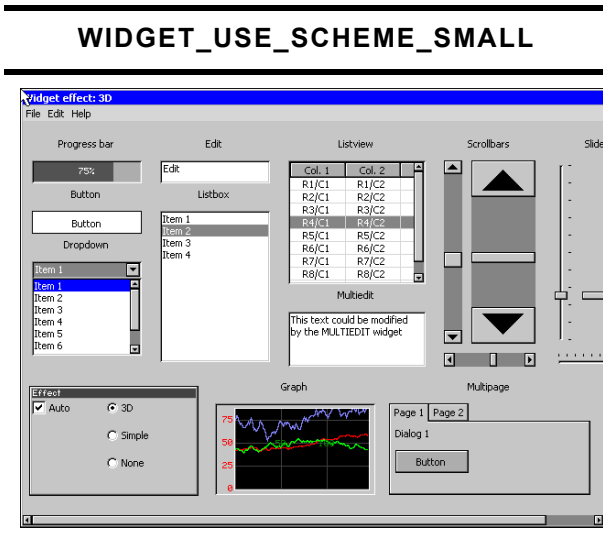 WIDGET_USE_SCHEME_SMALL
Widget effect: 3D
File Edit Help
Progress bar
Edit
Listview
Scrollbars
Slide
75%
Edit
Col. 1 Col. 2
R1/C1 R1/C2
R2/C1 R2/C2
R3/C1 R3/C2
R4/C1 R4/C2
R5/C1 R5/C2
R6/C1 R6/C2
R7/C1 R7/C2
R8/C1 R8/C2
Button
Listbox
Button
Item 1
Item 2
Item 3
Item 4
Dropdown
Item 1
Item 1
Item 2
Item 3
Item 4
Item 5
Item 6
Multiedit
This text could be modified
by the MULTIEDIT widget
Effect
Auto
3D
Simple
None
Graph
75
50
25
0
Multipage
Page 1 Page 2
Dialog 1
Button